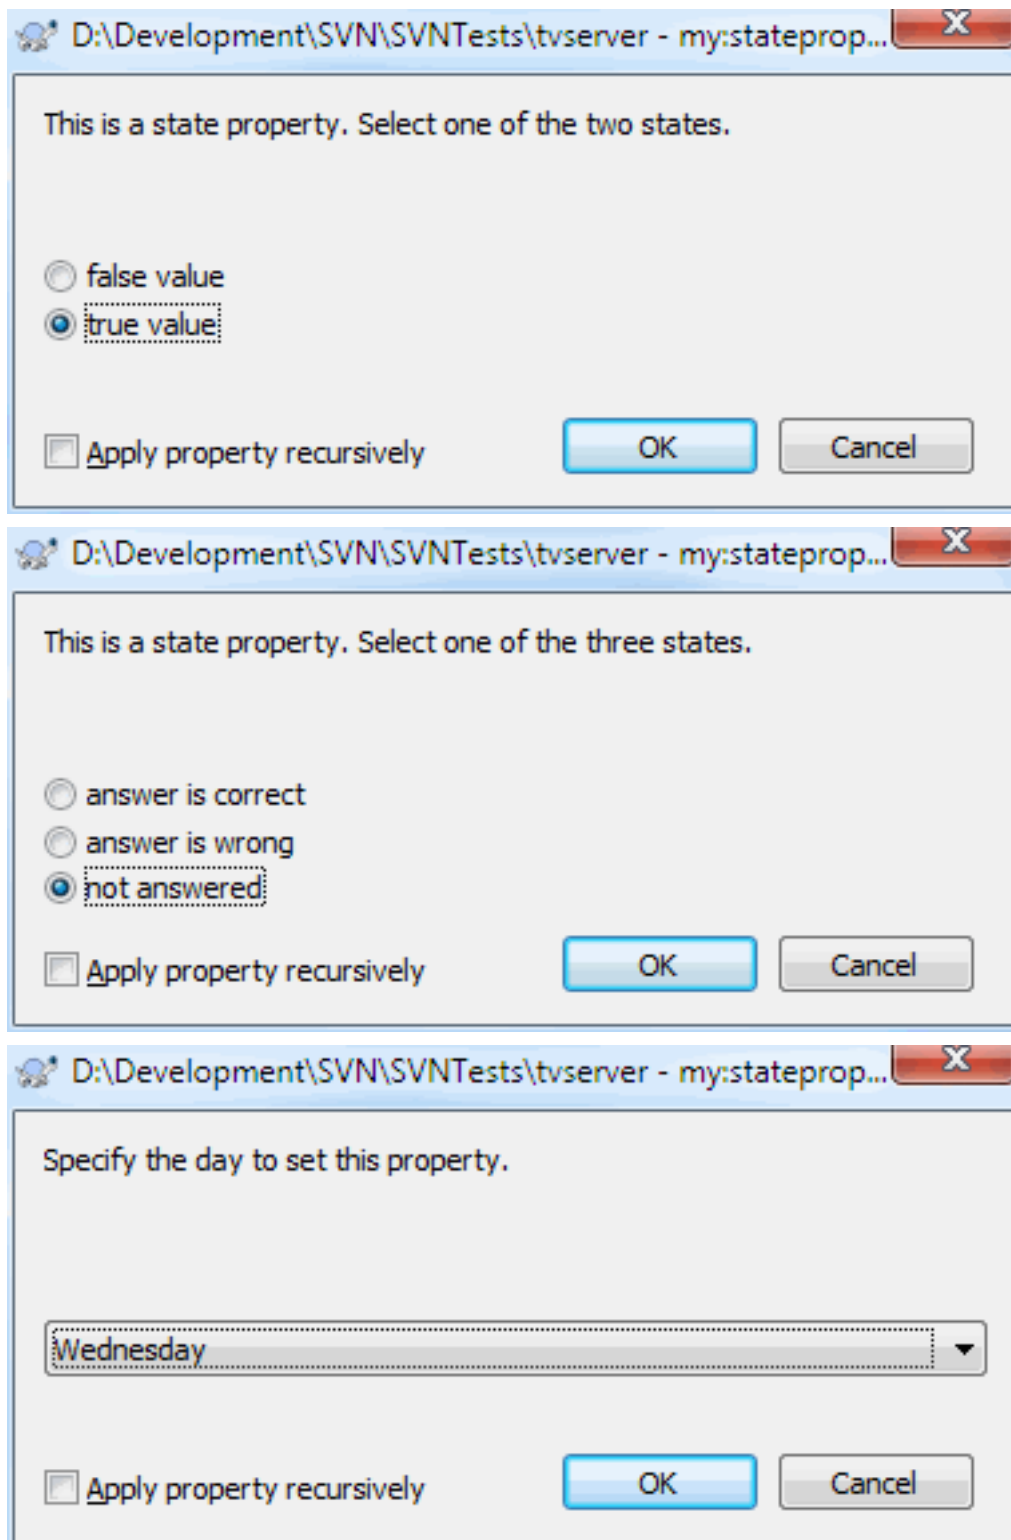 D:\Development\SVN\SVNTests\tvserver - my:stateprop...
This is a state property. Select one of the two states.
false value
true value
Apply property recursively OK Cancel
D:\Development\SVN\SVNTests\tvserver - my:stateprop...
This is a state property. Select one of the three states.
answer is correct
answer is wrong
not answered
Apply property recursively OK Cancel
D:\Development\SVN\SVNTests\tvserver - my:stateprop...
Specify the day to set this property.
Wednesday
Apply property recursively OK Cancel